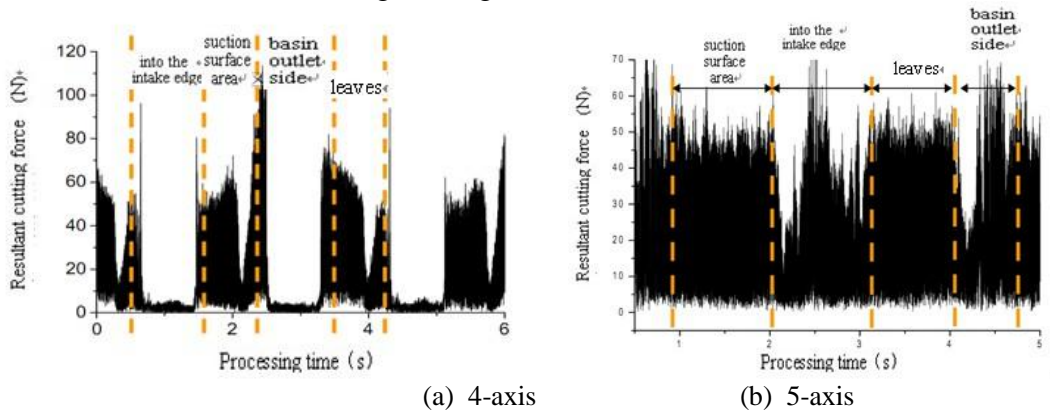 120
100
80
60
40
20
0
Resultant cutting force (N)
into the
intake edge
suction
surface
area
basin
outlet
side
leaves
0 2 4 6
Processing time (s)
70
60
50
40
30
20
10
0
Resultant cutting force (N)
suction
surface
area
into the
intake edge
leaves
basin
outlet
side
1 2 3 4 5
Processing time (s)
(a) 4-axis (b) 5-axis